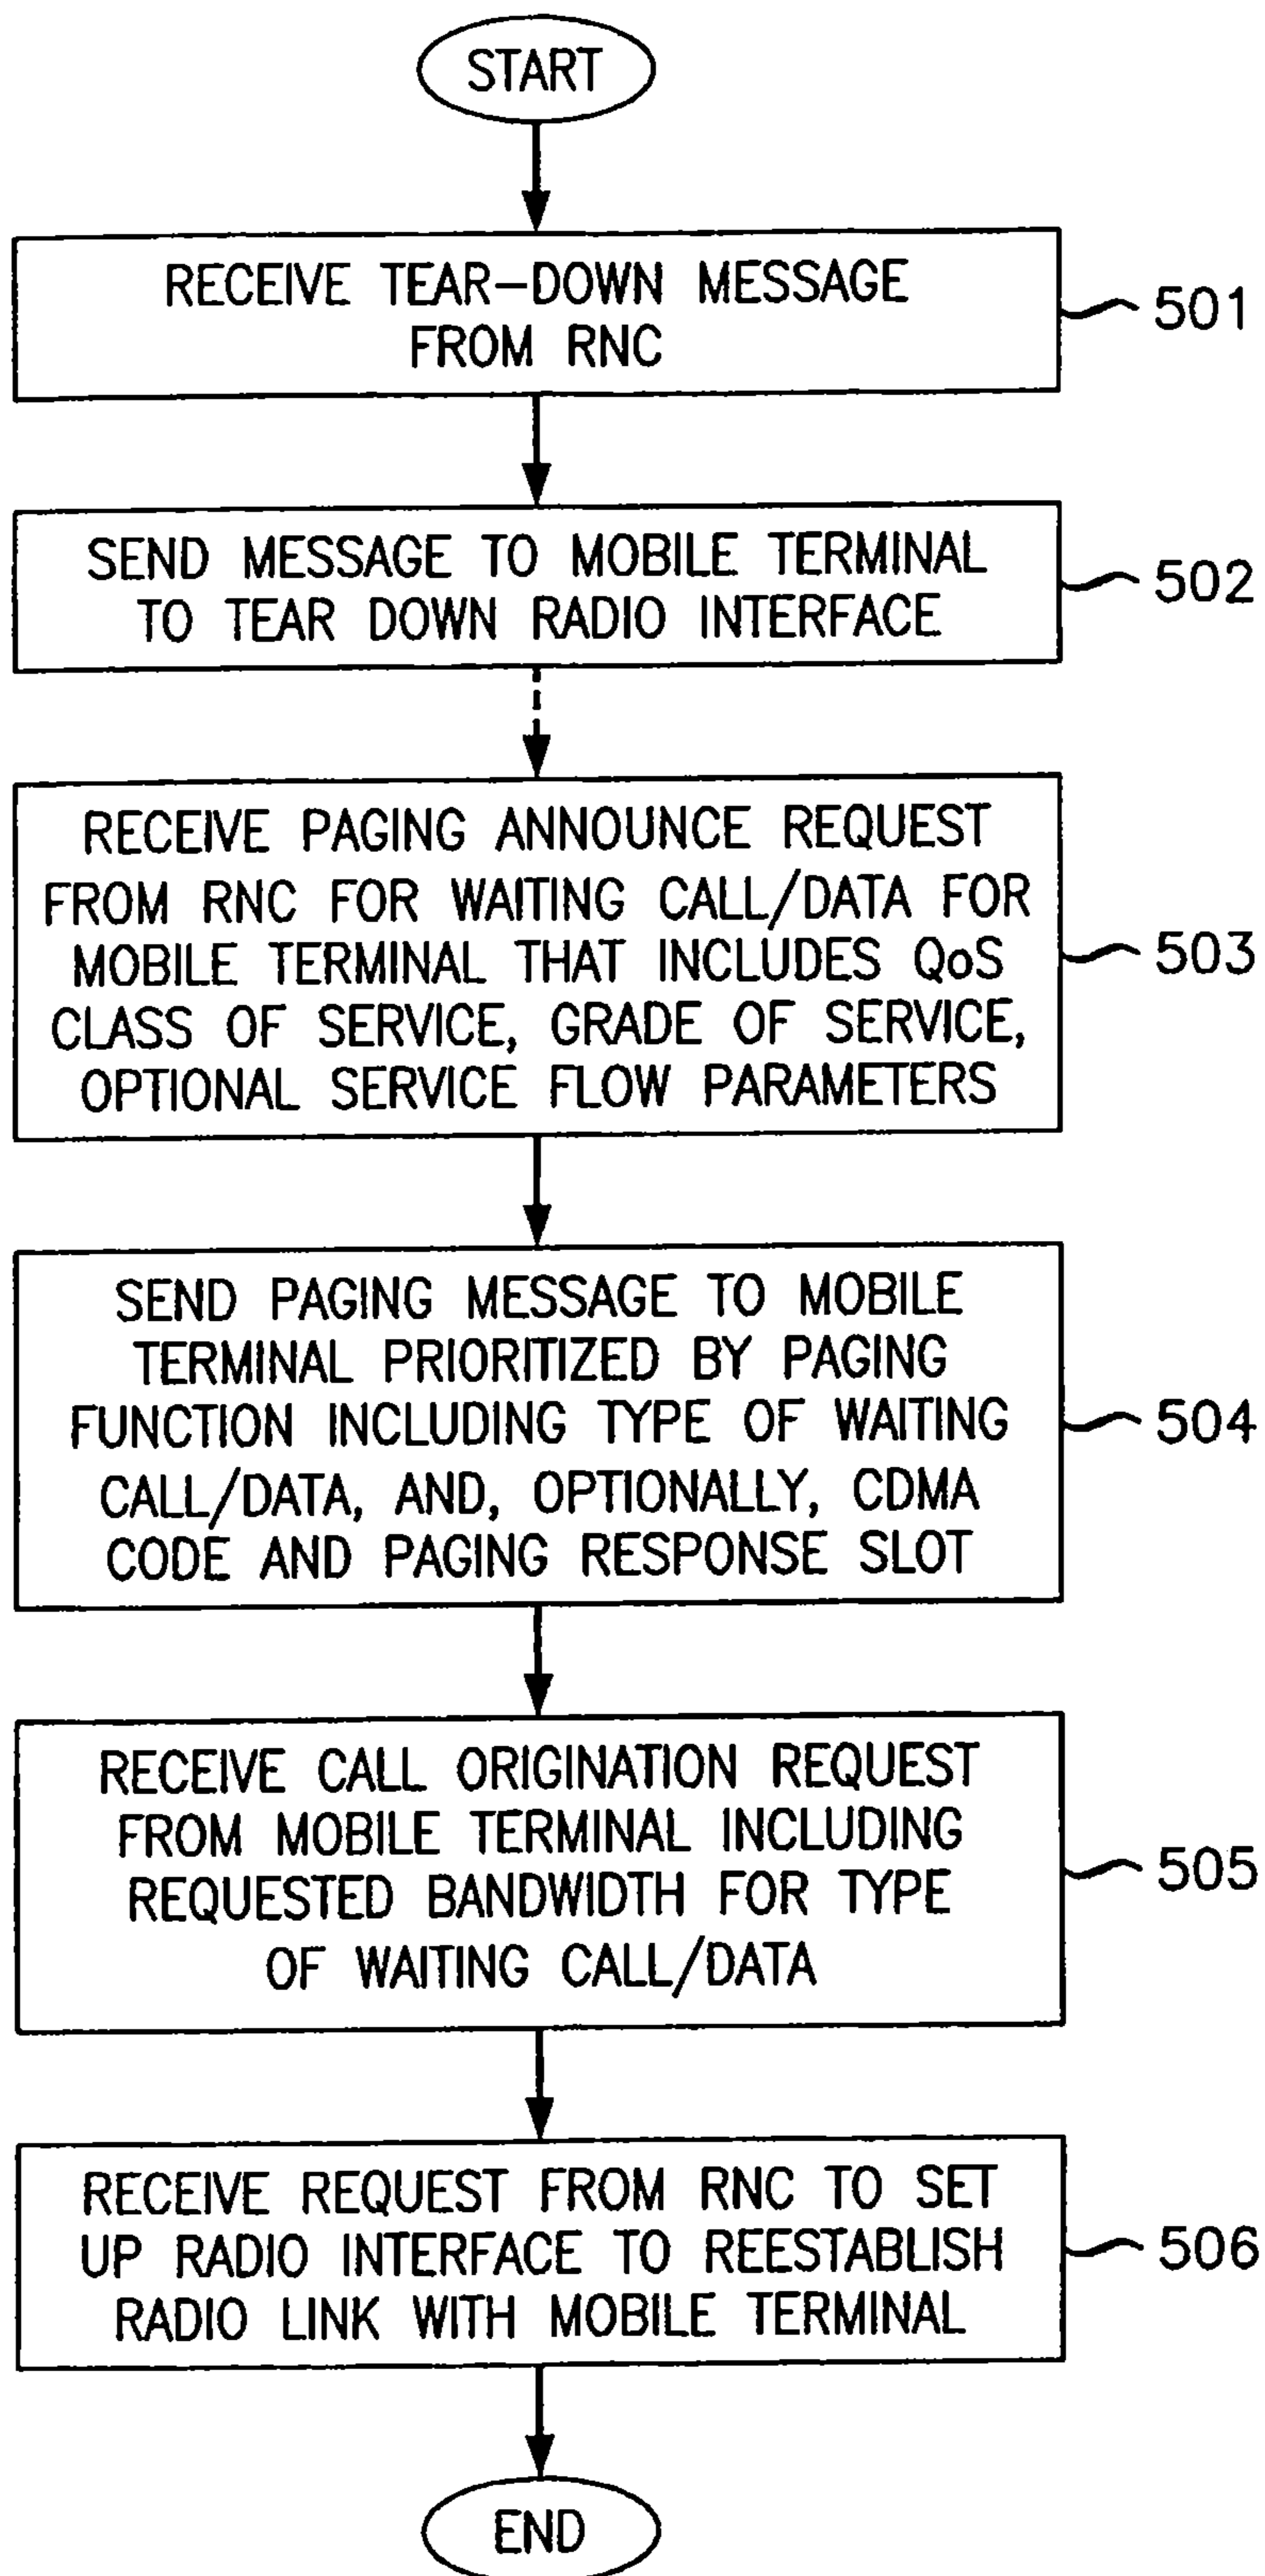 START
RECEIVE TEAR-DOWN MESSAGE
FROM RNC
501
SEND MESSAGE TO MOBILE TERMINAL
TO TEAR DOWN RADIO INTERFACE
502
RECEIVE PAGING ANNOUNCE REQUEST
FROM RNC FOR WAITING CALL/DATA FOR
MOBILE TERMINAL THAT INCLUDES QoS
CLASS OF SERVICE, GRADE OF SERVICE,
OPTIONAL SERVICE FLOW PARAMETERS
503
SEND PAGING MESSAGE TO MOBILE
TERMINAL PRIORITIZED BY PAGING
FUNCTION INCLUDING TYPE OF WAITING
CALL/DATA, AND, OPTIONALLY, CDMA
CODE AND PAGING RESPONSE SLOT
504
RECEIVE CALL ORIGINATION REQUEST
FROM MOBILE TERMINAL INCLUDING
REQUESTED BANDWIDTH FOR TYPE
OF WAITING CALL/DATA
505
RECEIVE REQUEST FROM RNC TO SET
UP RADIO INTERFACE TO REESTABLISH
RADIO LINK WITH MOBILE TERMINAL
506
END